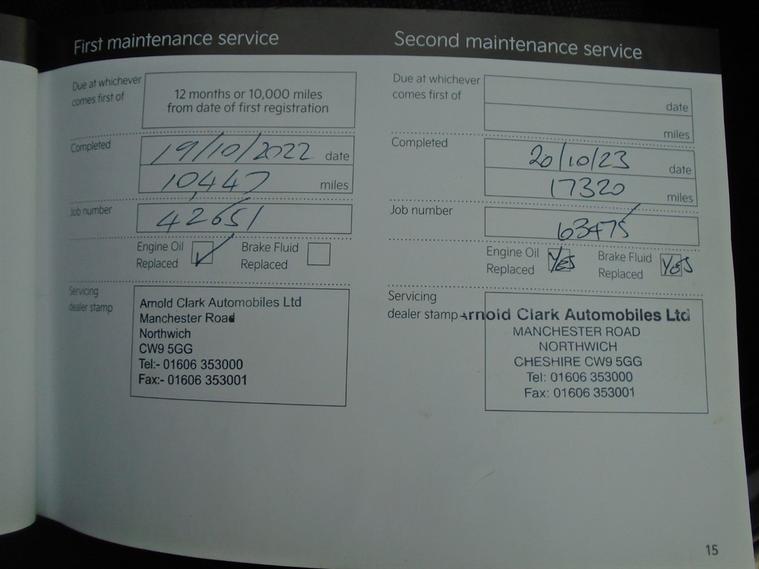 First maintenance service
Due at whichever
comes first of
12 months or 10,000 miles
from date of first registration
Completed
19/10/2022 date
10,447 miles
Job number
42651
Engine Oil
Replaced
Brake Fluid
Replaced
Servicing
dealer stamp
Arnold Clark Automobiles Ltd
Manchester Road
Northwich
CW9 5GG
Tel:- 01606 353000
Fax:- 01606 353001
Second maintenance service
Due at whichever
comes first of
date
miles
Completed
20/10/23 date
17320 miles
Job number
63475
Engine Oil
Replaced
YES
Brake Fluid
Replaced
YES
Servicing
dealer stamp
Arnold Clark Automobiles Ltd
MANCHESTER ROAD
NORTHWICH
CHESHIRE CW9 5GG
Tel: 01606 353000
Fax: 01606 353001
15